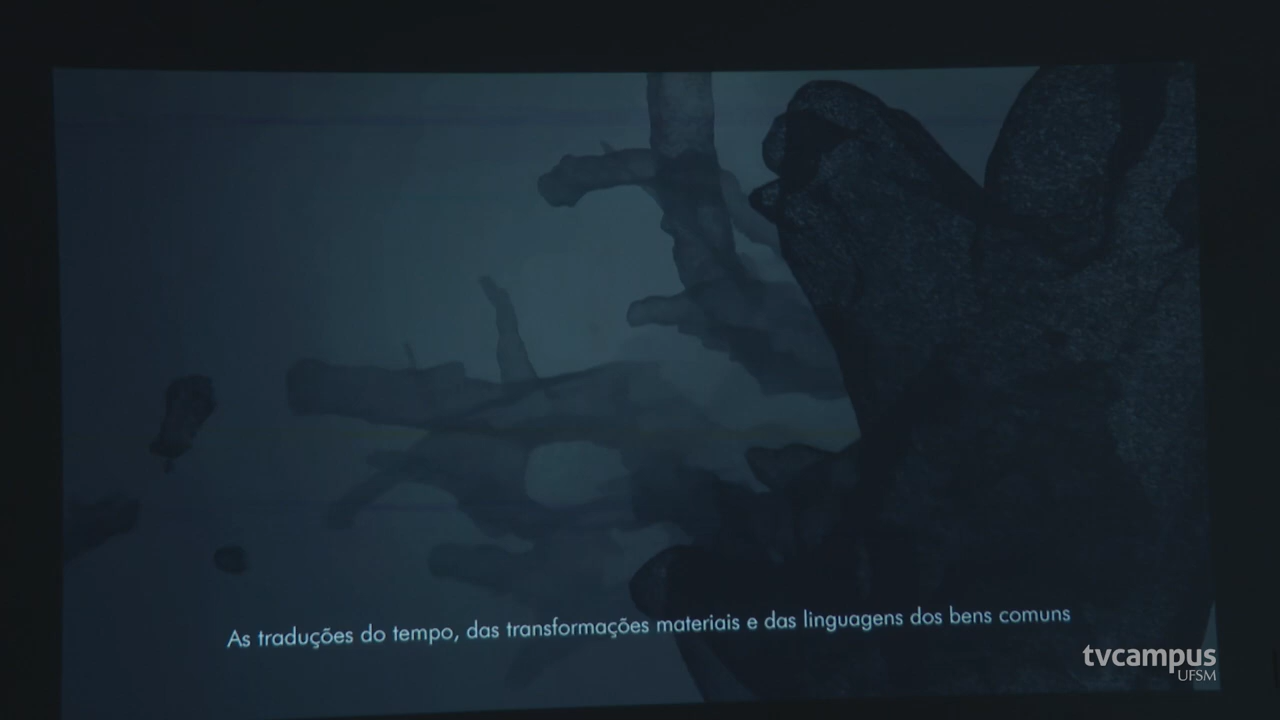 As traduções do tempo, das transformações materiais e das linguagens dos bens comuns
tvcampus
UFSM